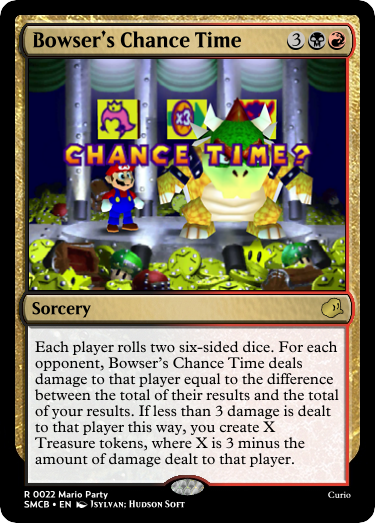 Bowser's Chance Time 3
x3
CHANCE TIME?
Sorcery
Each player rolls two six-sided dice. For each
opponent, Bowser's Chance Time deals
damage to that player equal to the difference
between the total of their results and the total
of your results. If less than 3 damage is dealt
to that player this way, you create X
Treasure tokens, where X is 3 minus the
amount of damage dealt to that player.
R 0022 Mario Party
SMCB • EN Isylvan; Hudson Soft
Curio